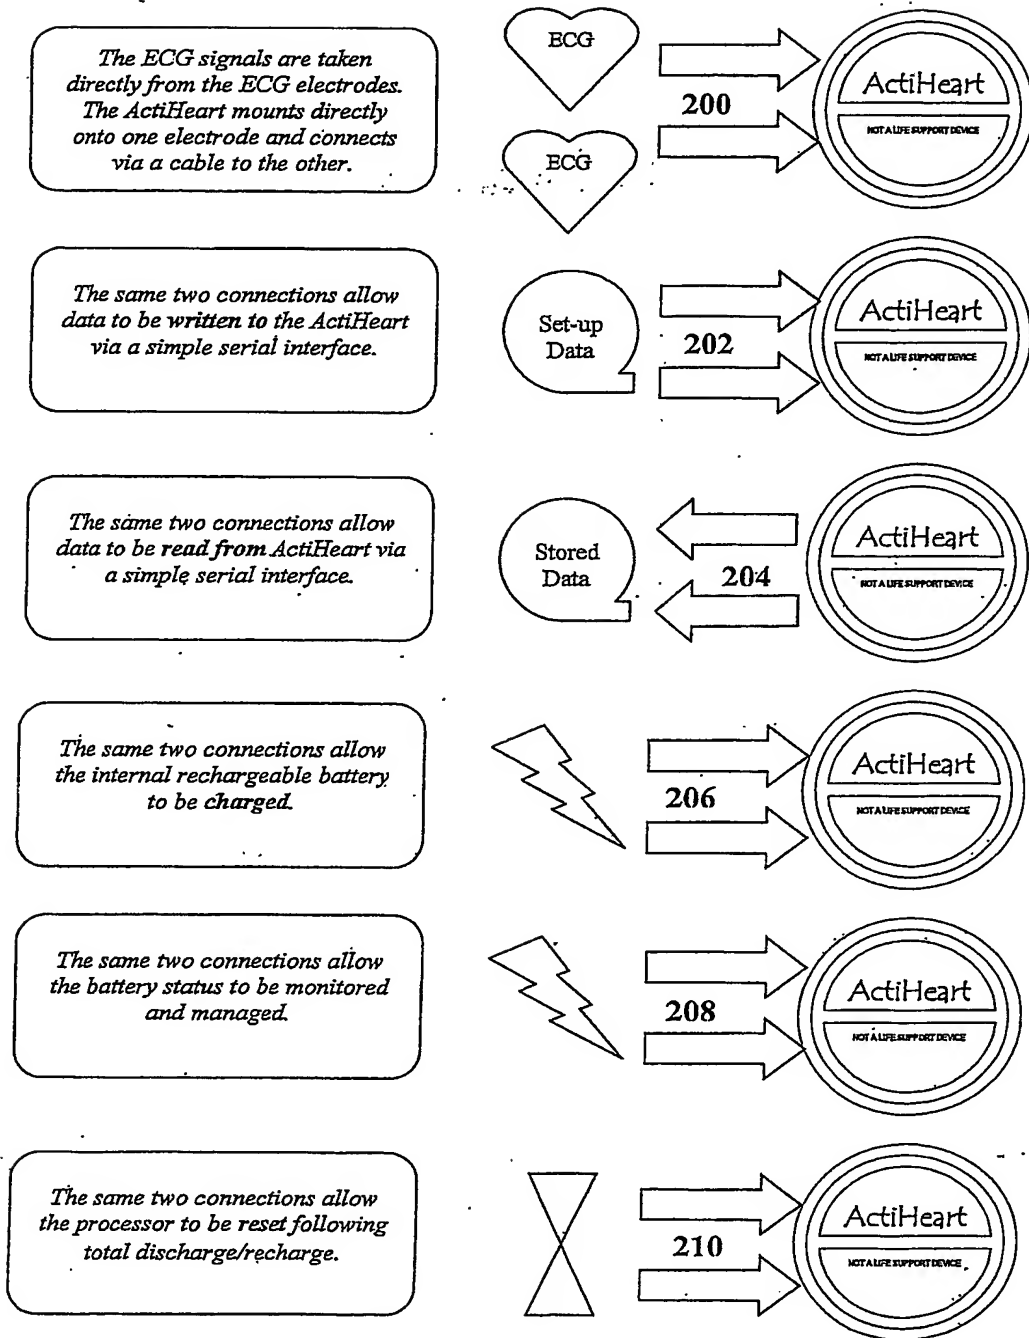 The ECG signals are taken
directly from the ECG electrodes.
The ActiHeart mounts directly
onto one electrode and connects
via a cable to the other.
ECG
ECG
200
ActiHeart
NOT A LIFE SUPPORT DEVICE
The same two connections allow
data to be written to the ActiHeart
via a simple serial interface.
Set-up
Data
202
ActiHeart
NOT A LIFE SUPPORT DEVICE
The same two connections allow
data to be read from ActiHeart via
a simple serial interface.
Stored
Data
204
ActiHeart
NOT A LIFE SUPPORT DEVICE
The same two connections allow
the internal rechargeable battery
to be charged.
206
ActiHeart
NOT A LIFE SUPPORT DEVICE
The same two connections allow
the battery status to be monitored
and managed.
208
ActiHeart
NOT A LIFE SUPPORT DEVICE
The same two connections allow
the processor to be reset following
total discharge/recharge.
210
ActiHeart
NOT A LIFE SUPPORT DEVICE